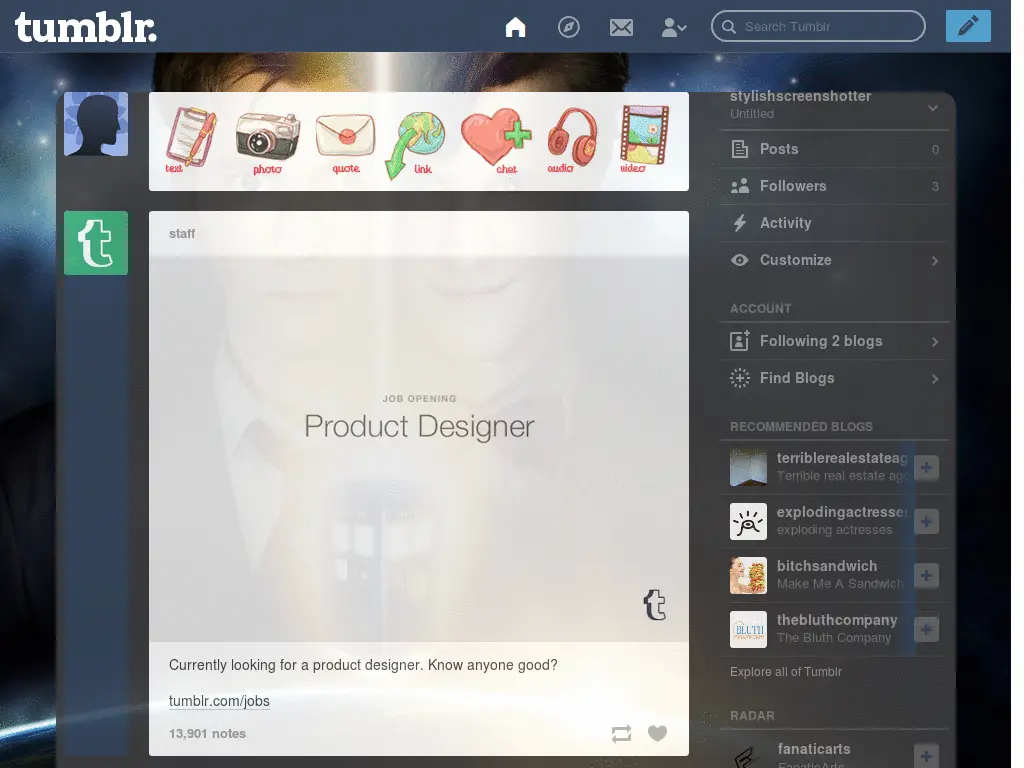 tumblr.
Search Tumblr
text
photo
quote
link
chat
audio
video
stylishscreenshotter
Untitled
Posts 0
Followers 3
Activity
Customize
ACCOUNT
Following 2 blogs
Find Blogs
RECOMMENDED BLOGS
terriblerealestateag
Terrible real estate age
explodingactresses
exploding actresses
bitchsandwich
Make Me A Sandwich
thebluthcompany
The Bluth Company
Explore all of Tumblr
RADAR
fanaticarts
FanaticArts
t
staff
JOB OPENING
Product Designer
t
Currently looking for a product designer. Know anyone good?
tumblr.com/jobs
13,901 notes
BLUTH